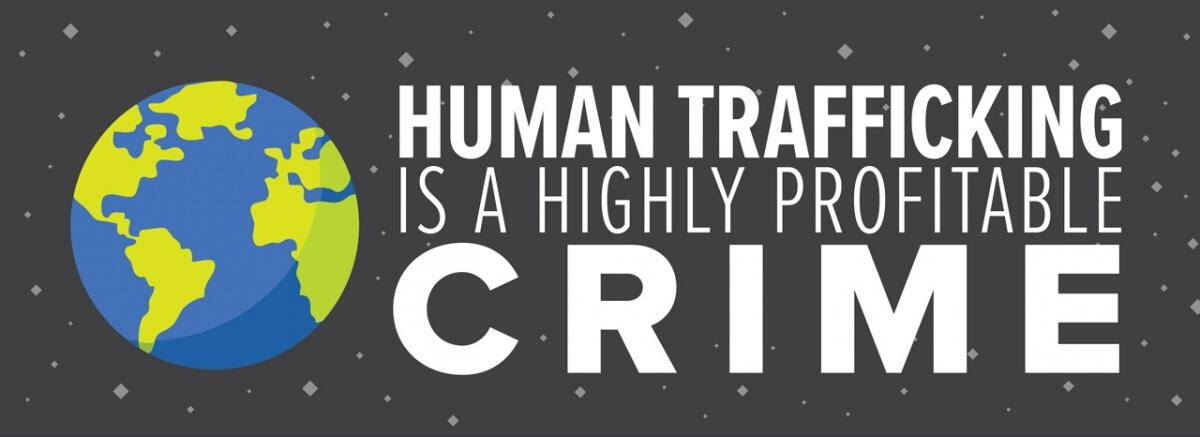 HUMAN TRAFFICKING
IS A HIGHLY PROFITABLE
CRIME